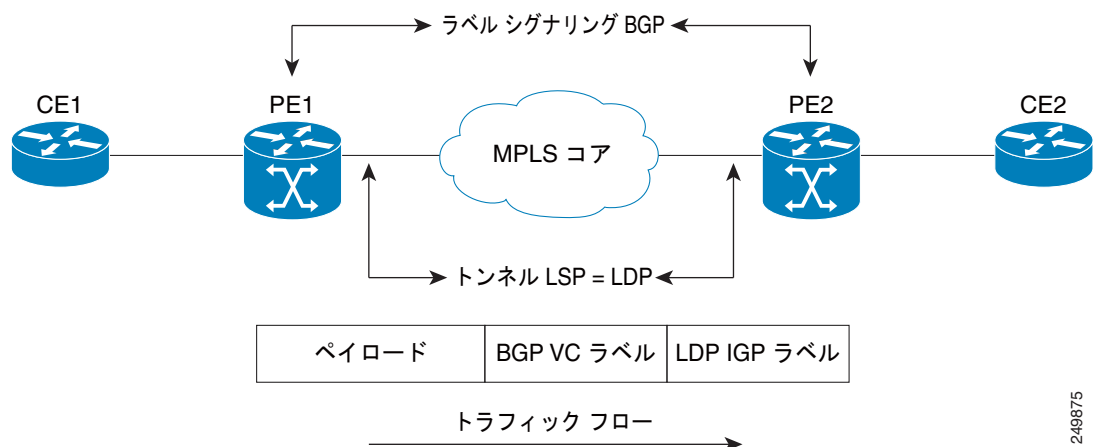 ラベル シグナリング BGP
CE1
PE1
PE2
CE2
MPLS コア
トンネル LSP = LDP
ペイロード
BGP VC ラベル
LDP IGP ラベル
トラフィック フロー
249875